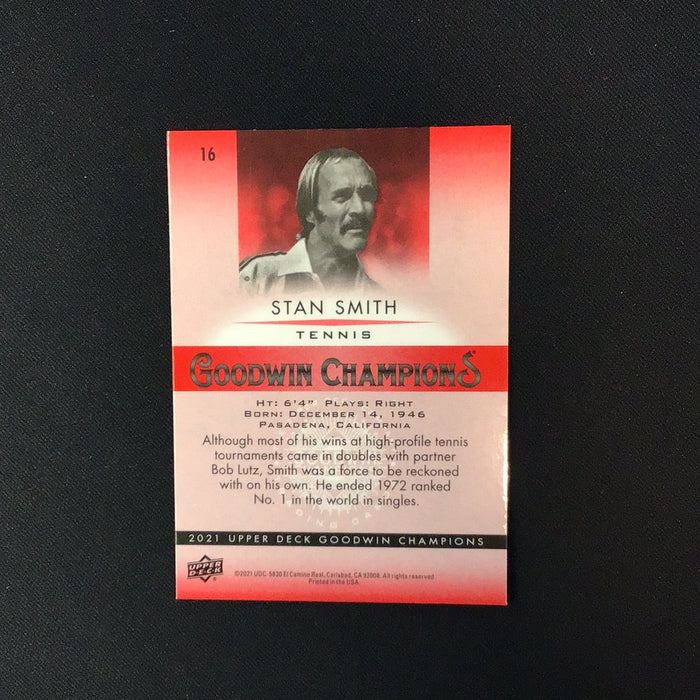 16
STAN SMITH
TENNIS
GOODWIN CHAMPIONS
HT: 6'4" PLAYS: RIGHT
BORN: DECEMBER 14, 1946
PASADENA, CALIFORNIA
Although most of his wins at high-profile tennis
tournaments came in doubles with partner
Bob Lutz, Smith was a force to be reckoned
with on his own. He ended 1972 ranked
No. 1 in the world in singles.
2021 UPPER DECK GOODWIN CHAMPIONS
UPPER
DECK
©2021 UDC. 5830 El Camino Real, Carlsbad, CA 92008. All rights reserved.
Printed in the USA.